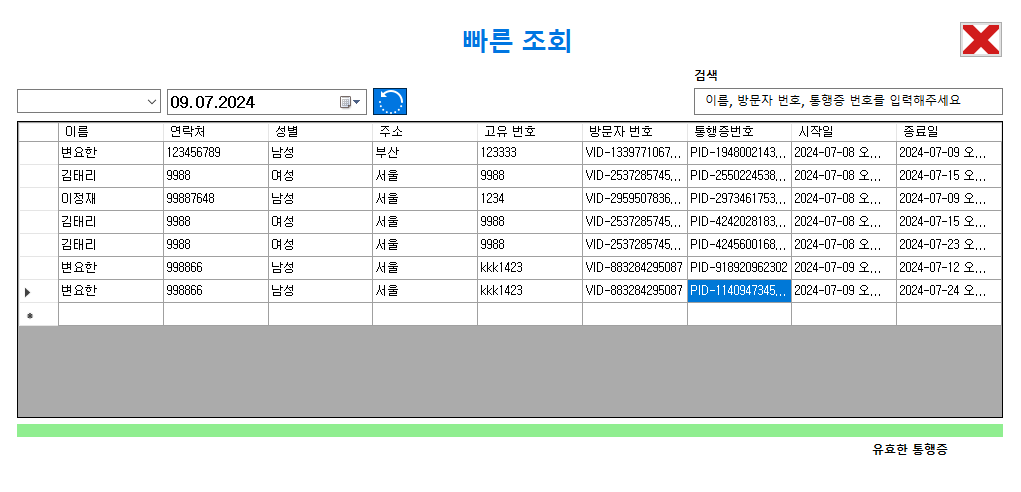 빠른 조회
검색
09.07.2024
이름, 방문자 번호, 통행증 번호를 입력해주세요
이름 연락처 성별 주소 고유 번호 방문자 번호 통행증번호 시작일 종료일
변요한 123456789 남성 부산 123333 VID-1339771067,... PID-1948002143,... 2024-07-08 오,... 2024-07-09 오,...
김태리 9988 여성 서울 9988 VID-2537285745,... PID-2550224538,... 2024-07-08 오,... 2024-07-15 오,...
이정재 99887648 남성 서울 1234 VID-2959507836,... PID-2973461753,... 2024-07-08 오,... 2024-07-09 오,...
김태리 9988 여성 서울 9988 VID-2537285745,... PID-4242028183,... 2024-07-08 오,... 2024-07-15 오,...
김태리 9988 여성 서울 9988 VID-2537285745,... PID-4245600168,... 2024-07-08 오,... 2024-07-23 오,...
변요한 998866 남성 서울 kkk1423 VID-883284295087 PID-918920962302 2024-07-09 오,... 2024-07-12 오,...
변요한 998866 남성 서울 kkk1423 VID-883284295087 PID-1140947345,... 2024-07-09 오,... 2024-07-24 오,...
유효한 통행증